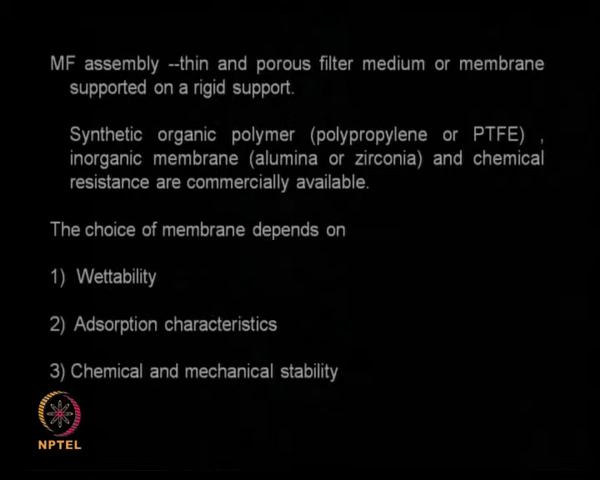 MF assembly --thin and porous filter medium or membrane
supported on a rigid support.
Synthetic organic polymer (polypropylene or PTFE) ,
inorganic membrane (alumina or zirconia) and chemical
resistance are commercially available.
The choice of membrane depends on
1) Wettability
2) Adsorption characteristics
3) Chemical and mechanical stability
NPTEL